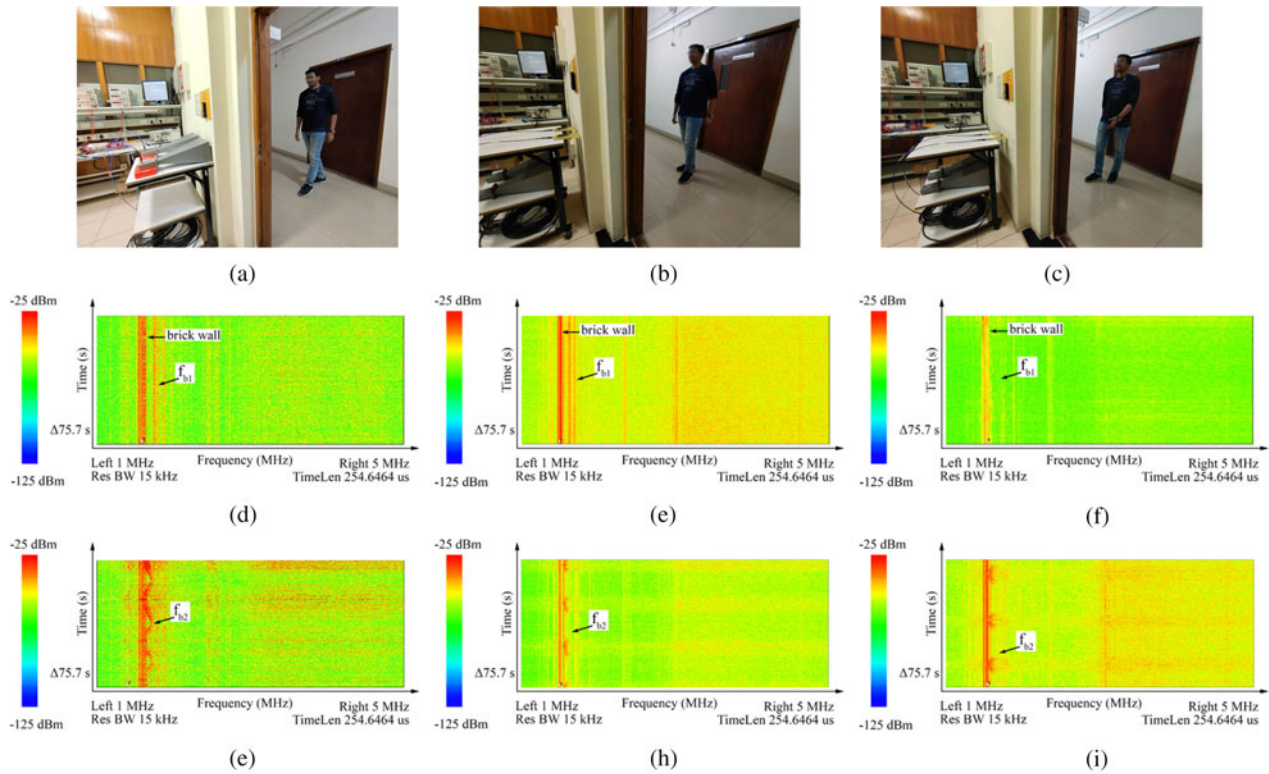 (a)
(b)
(c)
-25 dBm
brick wall
f_b1
Time (s)
Δ75.7 s
Left 1 MHz
Frequency (MHz)
Right 5 MHz
-125 dBm
Res BW 15 kHz
TimeLen 254.6464 us
(d)
-25 dBm
brick wall
f_b1
Time (s)
Δ75.7 s
Left 1 MHz
Frequency (MHz)
Right 5 MHz
-125 dBm
Res BW 15 kHz
TimeLen 254.6464 us
(e)
-25 dBm
brick wall
f_b1
Time (s)
Δ75.7 s
Left 1 MHz
Frequency (MHz)
Right 5 MHz
-125 dBm
Res BW 15 kHz
TimeLen 254.6464 us
(f)
-25 dBm
f_b2
Time (s)
Δ75.7 s
Left 1 MHz
Frequency (MHz)
Right 5 MHz
-125 dBm
Res BW 15 kHz
TimeLen 254.6464 us
(e)
-25 dBm
f_b2
Time (s)
Δ75.7 s
Left 1 MHz
Frequency (MHz)
Right 5 MHz
-125 dBm
Res BW 15 kHz
TimeLen 254.6464 us
(h)
-25 dBm
f_b2
Time (s)
Δ75.7 s
Left 1 MHz
Frequency (MHz)
Right 5 MHz
-125 dBm
Res BW 15 kHz
TimeLen 254.6464 us
(i)